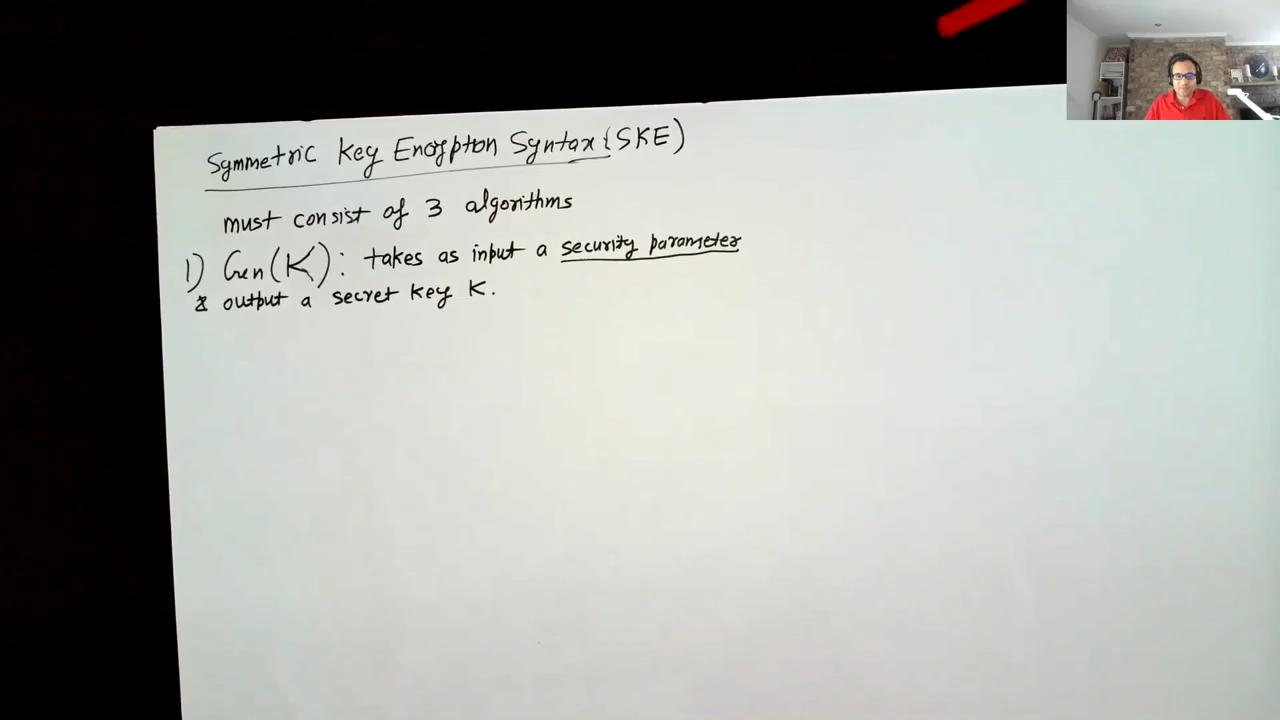 Symmetric Key Encryption Syntax (SKE)
must consist of 3 algorithms
1) Gen(K): takes as input a security parameter
& output a secret key K.